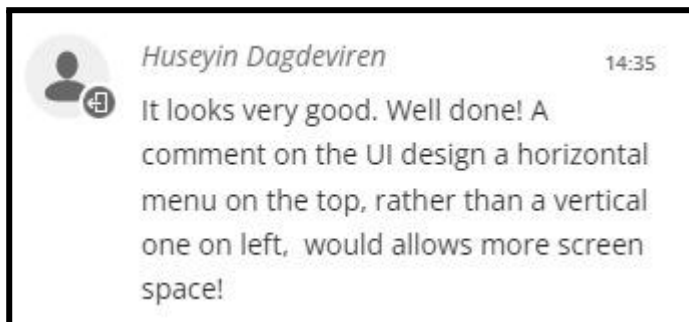 Huseyin Dagdeviren 14:35
It looks very good. Well done! A
comment on the UI design a horizontal
menu on the top, rather than a vertical
one on left,  would allows more screen
space!